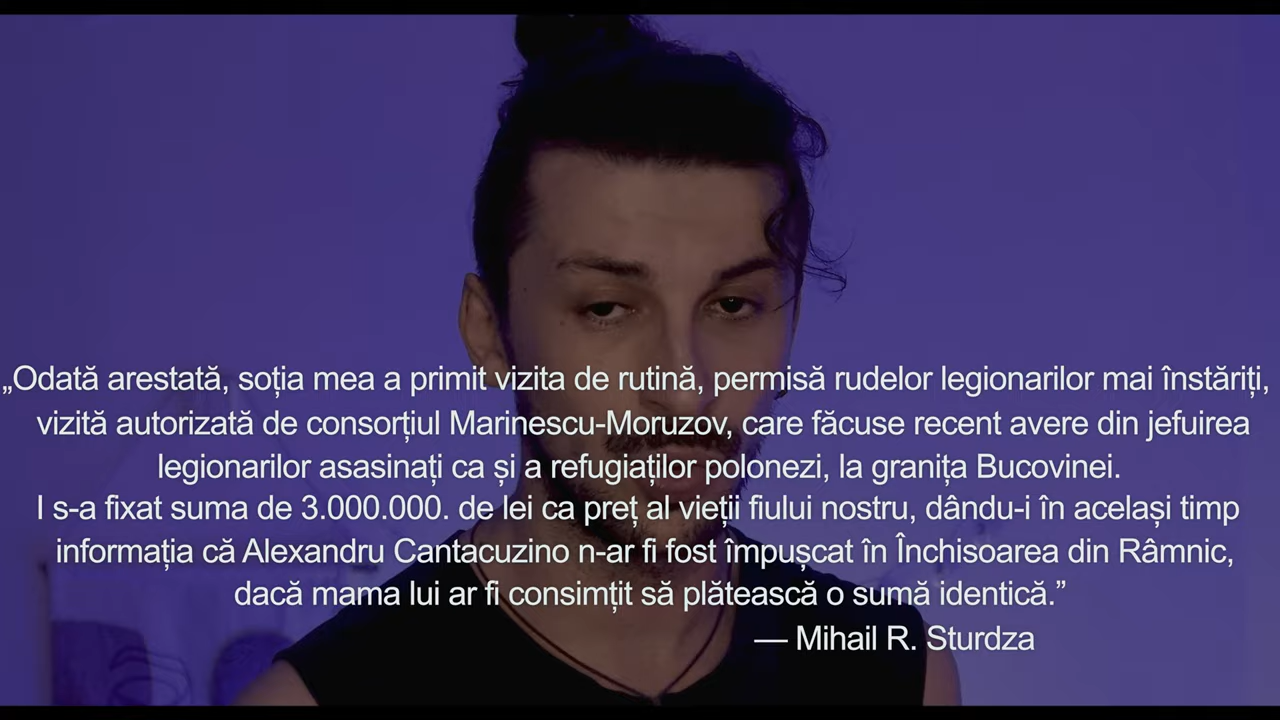 „Odată arestată, soția mea a primit vizita de rutină, permisă rudelor legionarilor mai înstăriți,
vizită autorizată de consorțiul Marinescu-Moruzov, care făcuse recent avere din jefuirea
legionarilor asasinați ca și a refugiaților polonezi, la granița Bucovinei.
I s-a fixat suma de 3.000.000. de lei ca preț al vieții fiului nostru, dându-i în același timp
informația că Alexandru Cantacuzino n-ar fi fost împușcat în Închisoarea din Râmnic,
dacă mama lui ar fi consimțit să plătească o sumă identică.”
— Mihail R. Sturdza